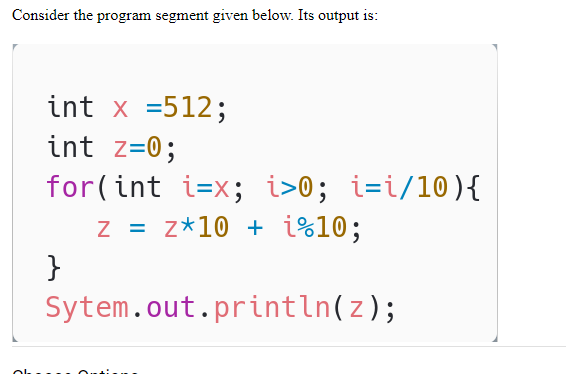 Consider the program segment given below. Its output is:
int x =512;
int z=0;
for(int i=x; i>0; i=i/10){
z = z*10 + i%10;
}
Sytem.out.println(z);